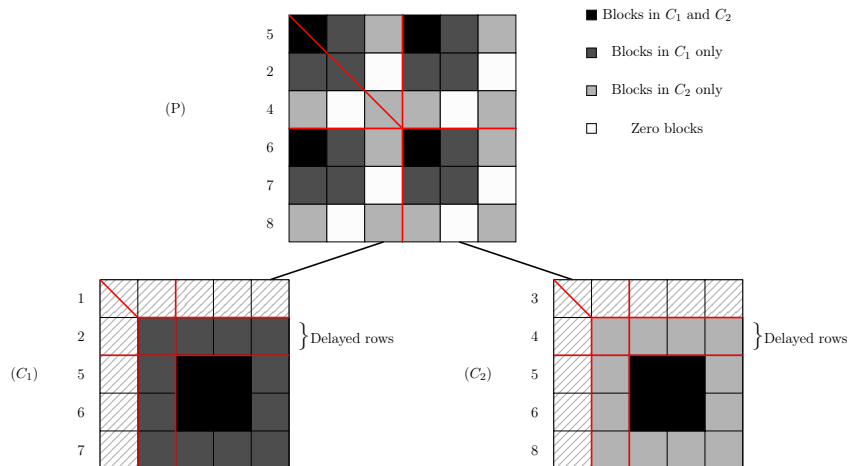 5
Blocks in C₁ and C₂
2
Blocks in C₁ only
4
Blocks in C₂ only
(P)
6
Zero blocks
7
8
1
2
Delayed rows
(C₁)
5
6
7
3
4
Delayed rows
(C₂)
5
6
8